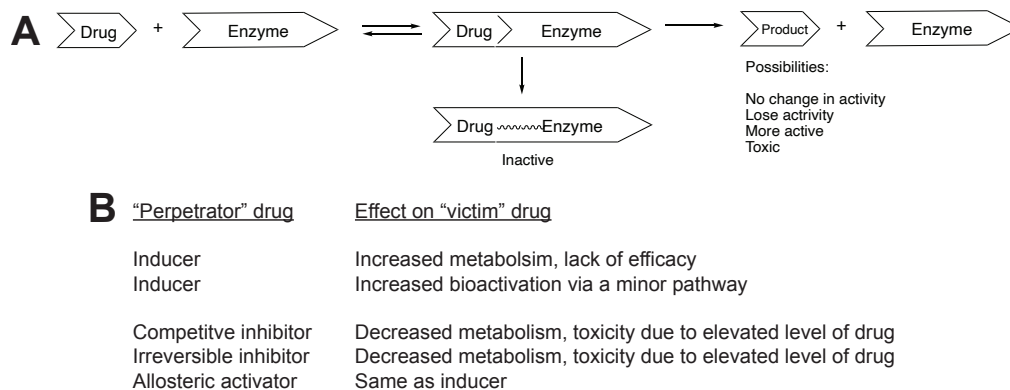 A Drug + Enzyme Drug Enzyme Product + Enzyme
Possibilities:
No change in activity
Lose actrivity
More active
Toxic
Drug Enzyme
Inactive
B "Perpetrator" drug Effect on "victim" drug
Inducer Increased metabolsim, lack of efficacy
Inducer Increased bioactivation via a minor pathway
Competitve inhibitor Decreased metabolism, toxicity due to elevated level of drug
Irreversible inhibitor Decreased metabolism, toxicity due to elevated level of drug
Allosteric activator Same as inducer